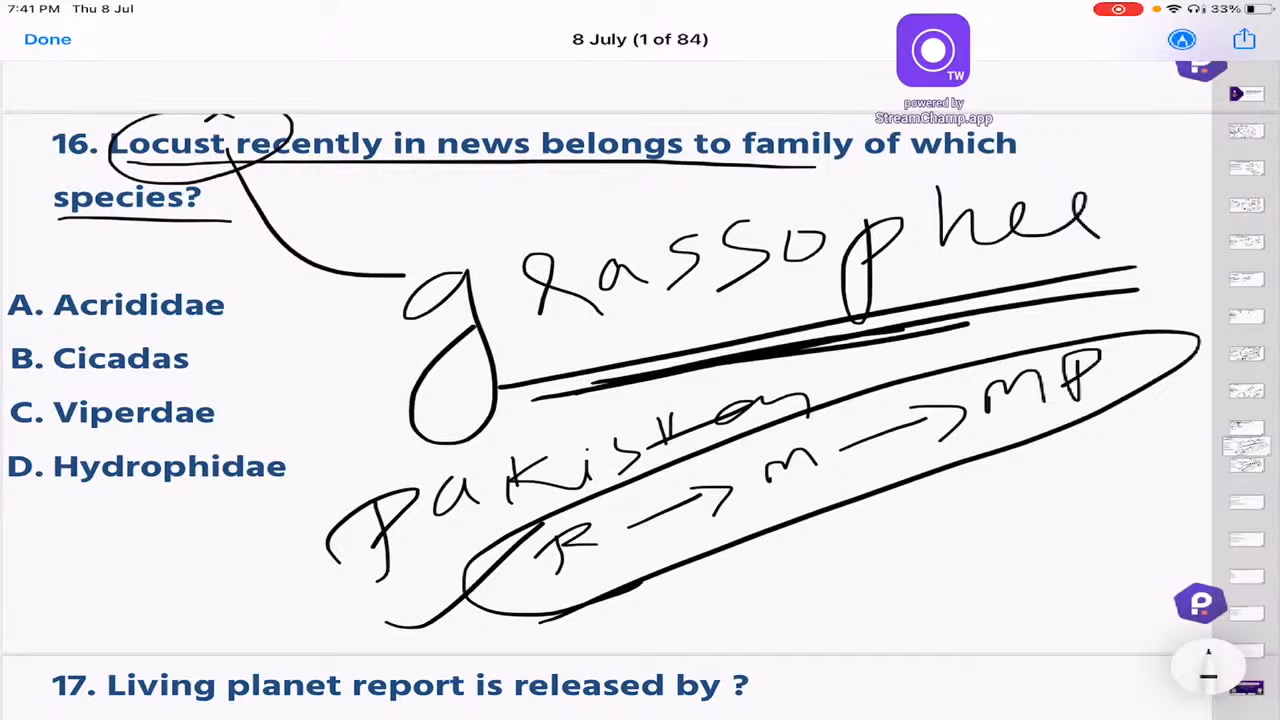 7:41 PM Thu 8 Jul 33%
Done 8 July (1 of 84)
TW
powered by
StreamChamp.app
16. Locust recently in news belongs to family of which
species?
grassophee
A. Acrididae
B. Cicadas
C. Viperdae
D. Hydrophidae
Pakistan
R → m → MP
17. Living planet report is released by ?